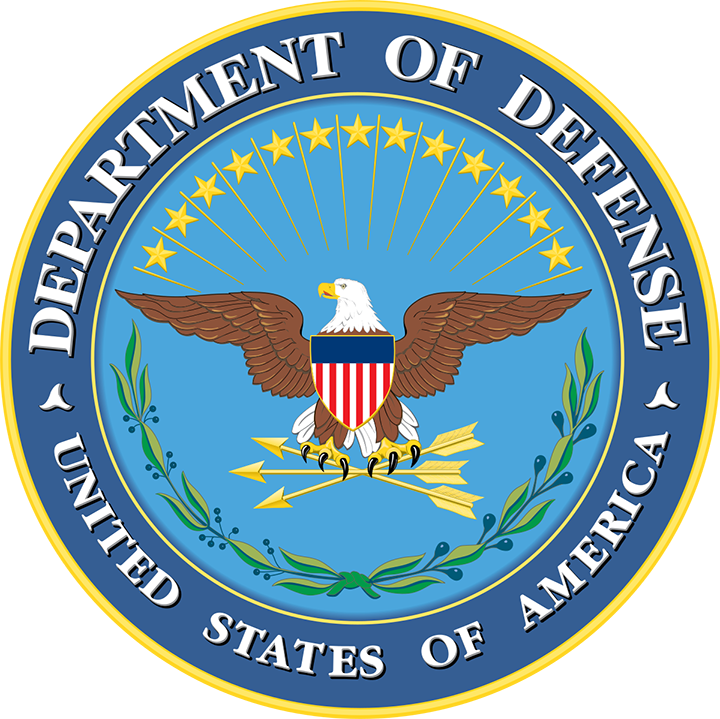 DEPARTMENT OF DEFENSE
UNITED STATES OF AMERICA